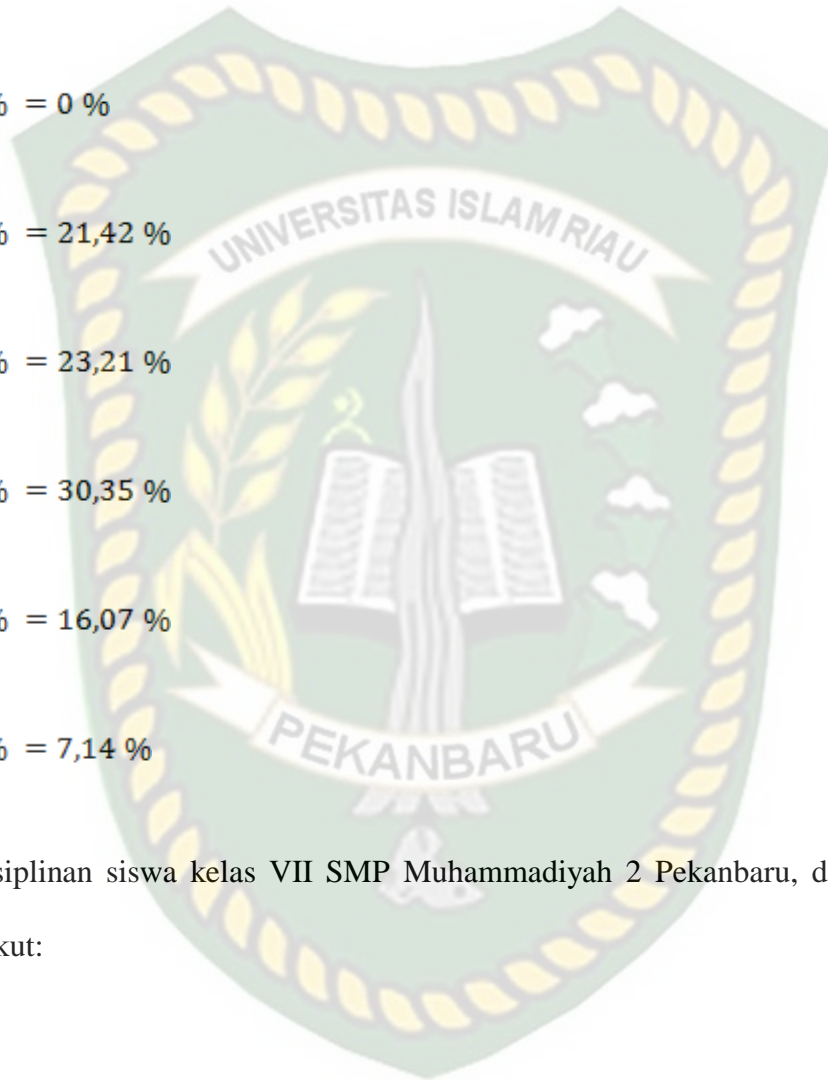 % = 0 %
UNIVERSITAS ISLAM RIAU
% = 21,42 %
% = 23,21 %
% = 30,35 %
% = 16,07 %
PEKANBARU
% = 7,14 %
siplinan siswa kelas VII SMP Muhammadiyah 2 Pekanbaru, d
kut: